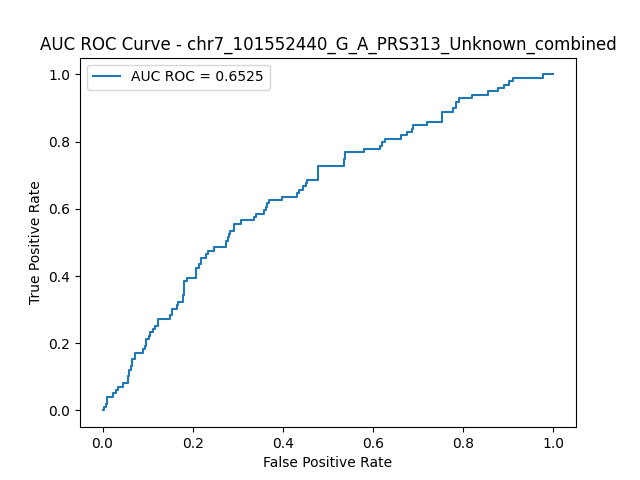 AUC ROC Curve - chr7_101552440_G_A_PRS313_Unknown_combined
AUC ROC = 0.6525
1.0
0.8
0.6
0.4
0.2
0.0
True Positive Rate
0.0 0.2 0.4 0.6 0.8 1.0
False Positive Rate